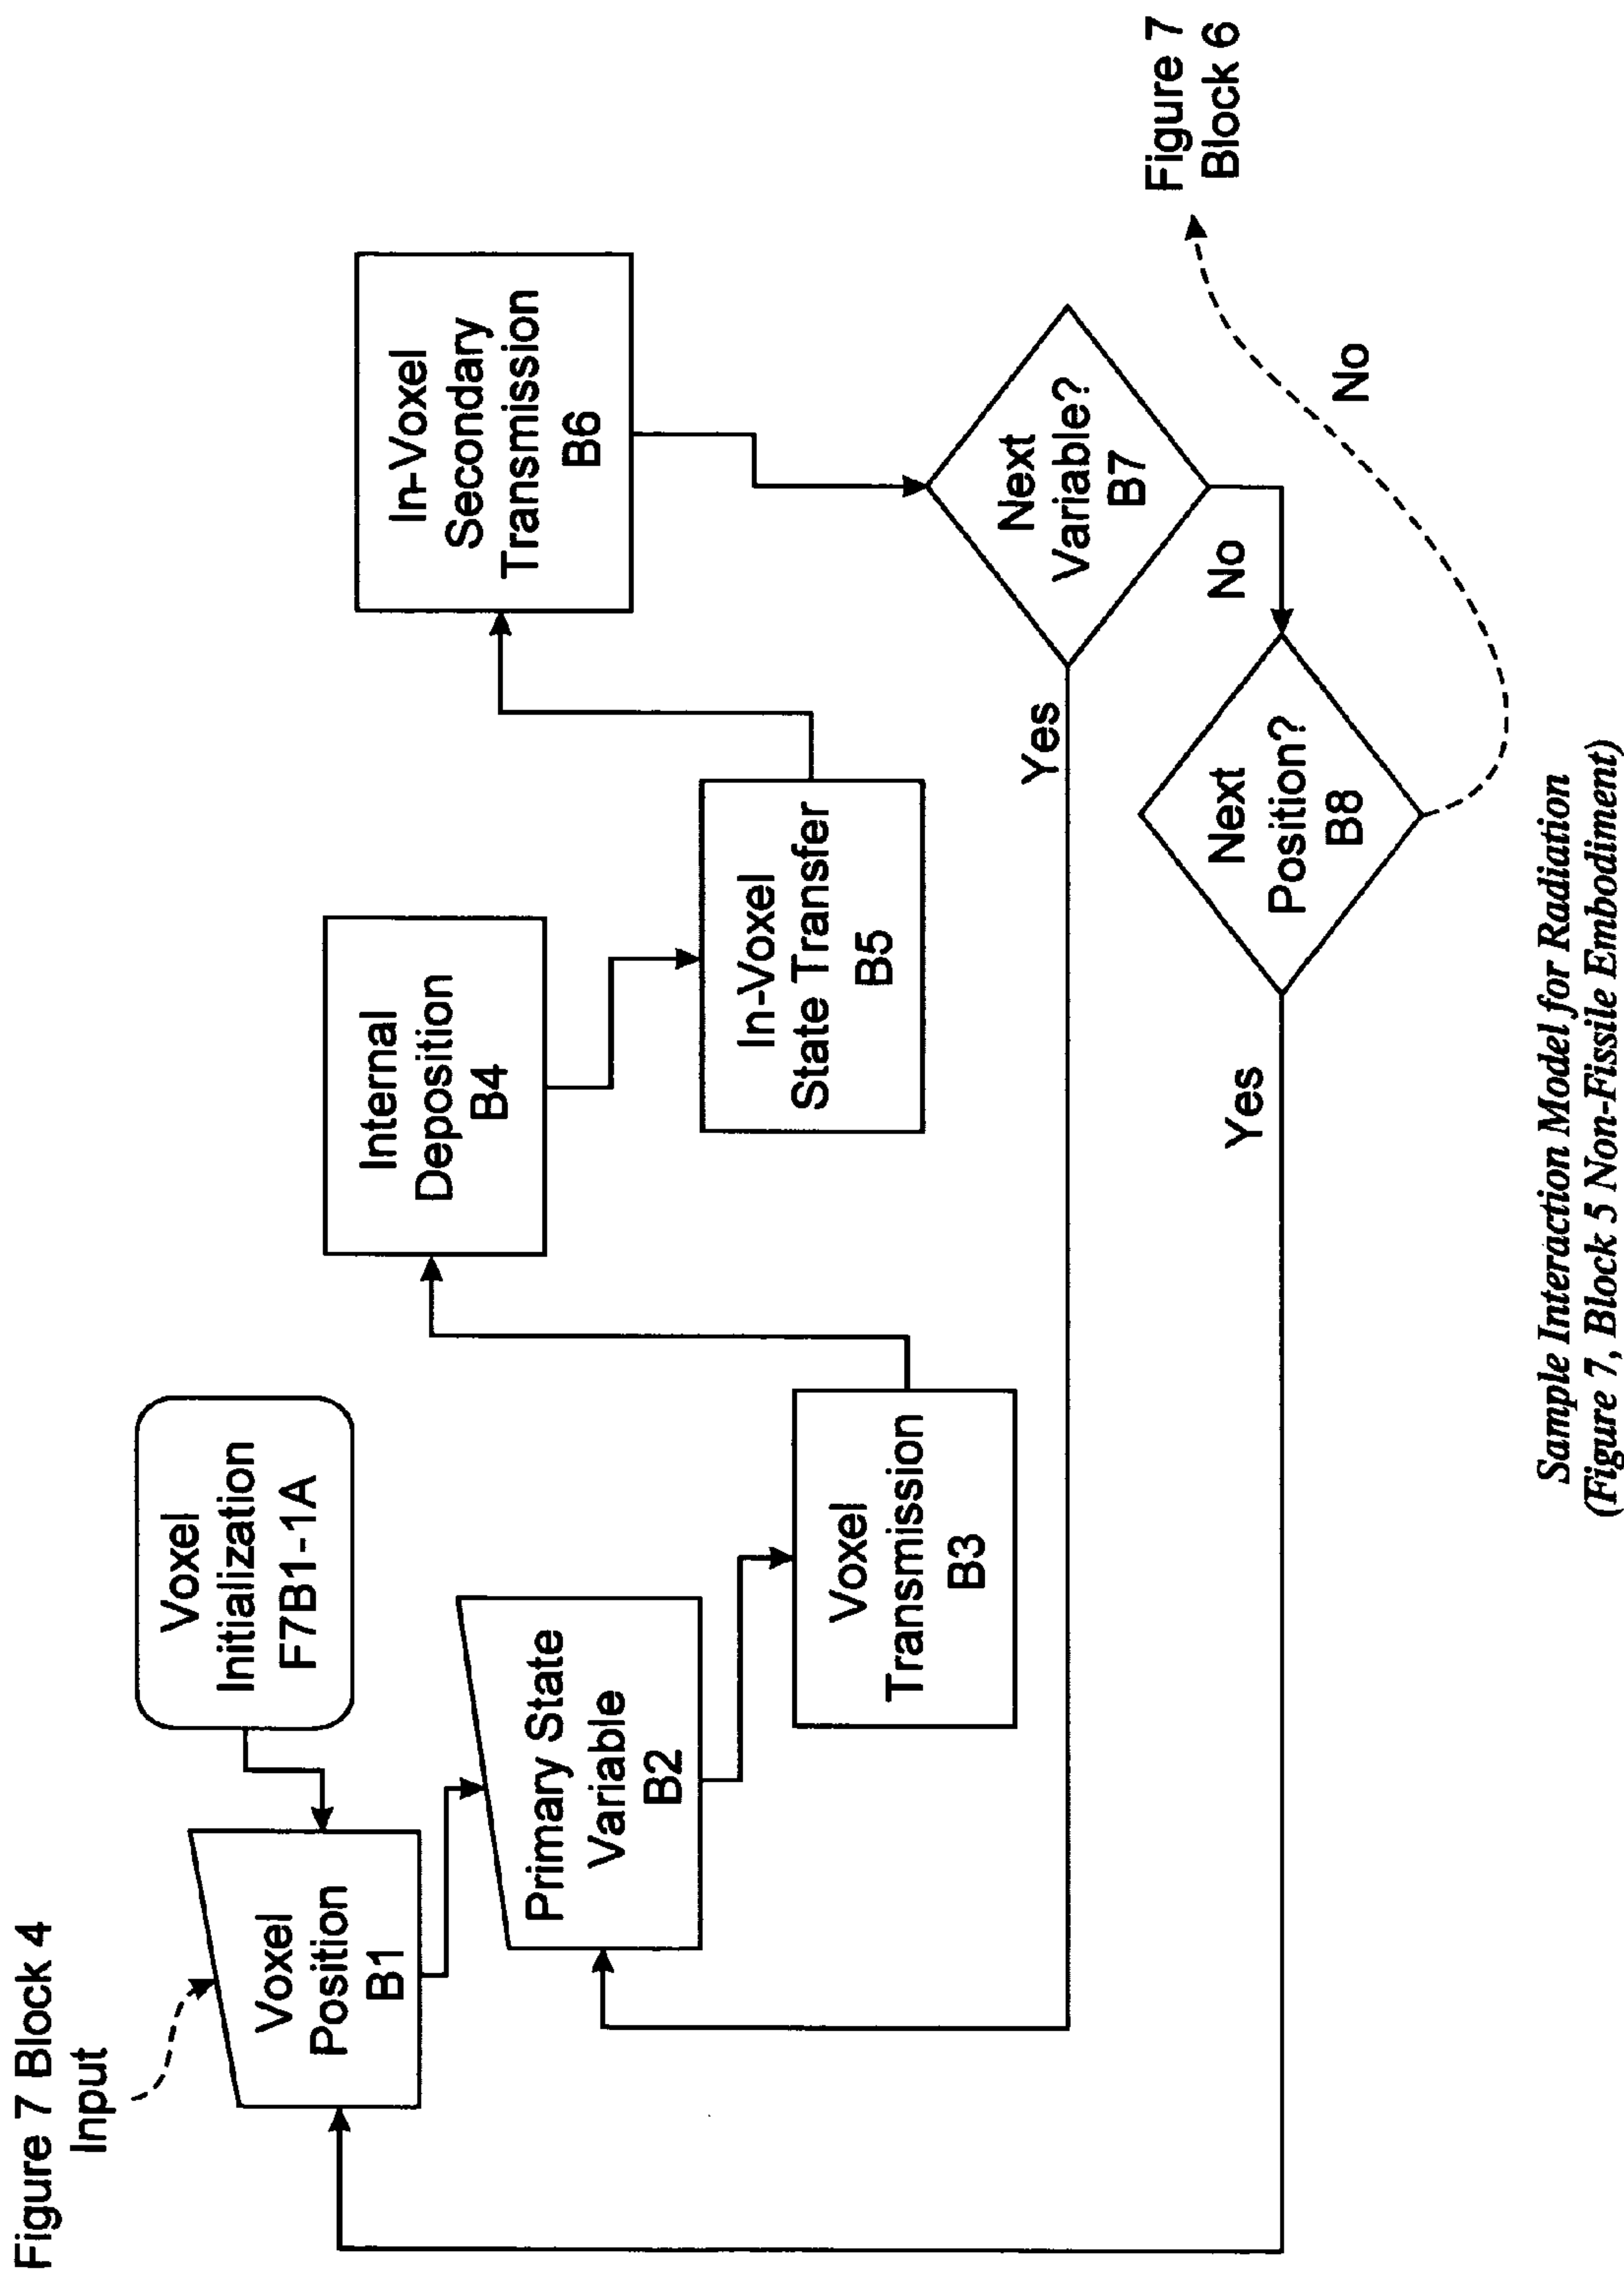 Figure 7 Block 4
Input
Voxel
Position
B1
Voxel
Initialization
F7B1-1A
Primary State
Variable
B2
Voxel
Transmission
B3
Internal
Deposition
B4
In-Voxel
State Transfer
B5
In-Voxel
Secondary
Transmission
B6
Next
Variable?
B7
Yes
No
Next
Position?
B8
Yes
No
Figure 7
Block 6
Sample Interaction Model for Radiation
(Figure 7, Block 5 Non-Fissile Embodiment)